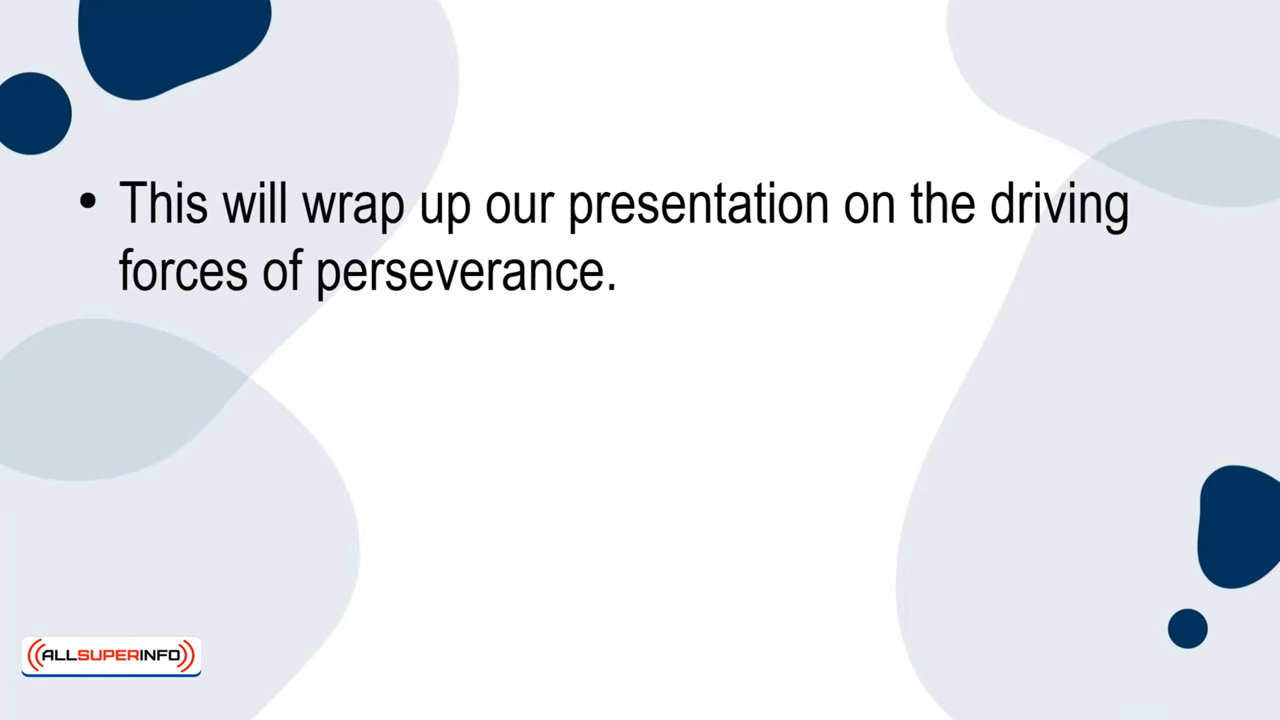 • This will wrap up our presentation on the driving
forces of perseverance.
((ALLSUPERINFO))